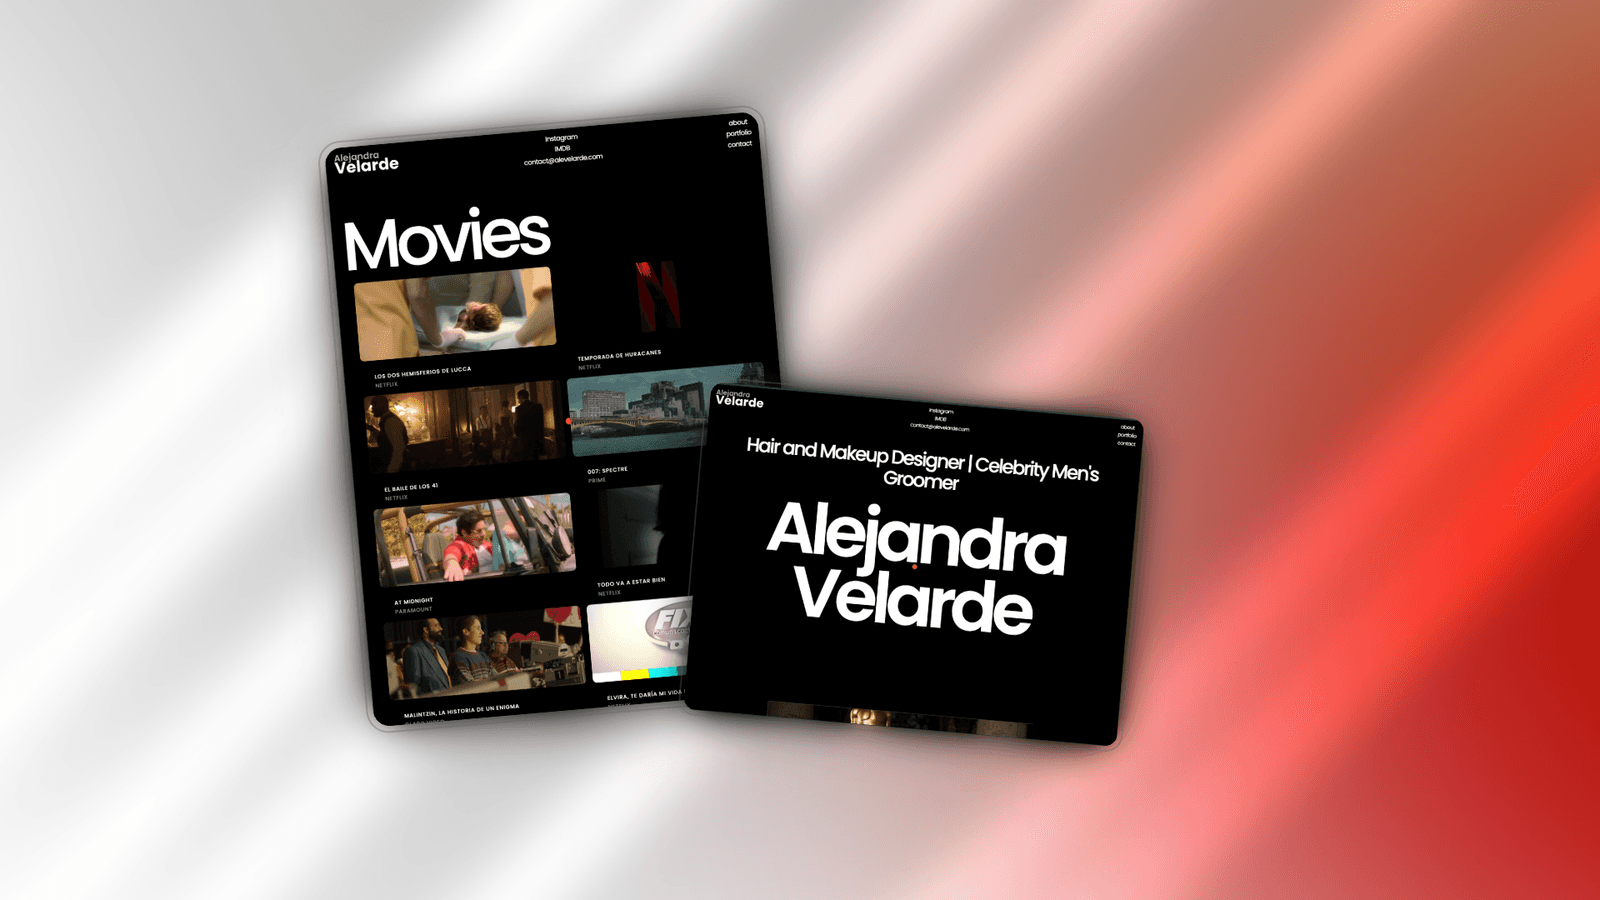 Alejandra
Velarde
Instagram
IMDB
contact@alevelarde.com
about
portfolio
contact
Movies
N
LOS DOS HEMISFERIOS DE LUCCA
NETFLIX
TEMPORADA DE HURACANES
NETFLIX
EL BAILE DE LOS 41
NETFLIX
007: SPECTRE
PRIME
AT MIDNIGHT
PARAMOUNT
TODO VA A ESTAR BIEN
NETFLIX
FIX
MALINTZIN, LA HISTORIA DE UN ENIGMA
ELVIRA, TE DARÍA MI VIDA
Alejandra
Velarde
Instagram
IMDB
contact@alevelarde.com
about
portfolio
contact
Hair and Makeup Designer | Celebrity Men's
Groomer
Alejandra
Velarde